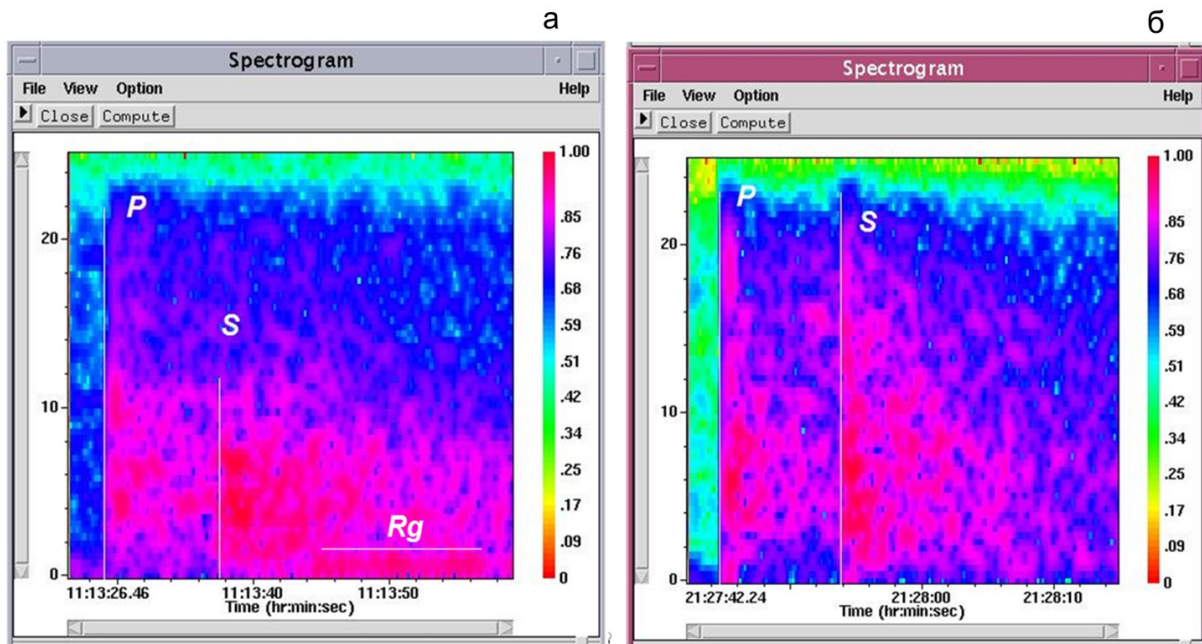 а
Spectrogram
File View Option Help
Close Compute
P
S
Rg
20
10
0
1.00
.85
.76
.68
.59
.51
.42
.34
.25
.17
.09
0
11:13:26.46 11:13:40 11:13:50
Time (hr:min:sec)
б
Spectrogram
File View Option Help
Close Compute
P
S
20
10
0
1.00
.85
.76
.68
.59
.51
.42
.34
.25
.17
.09
0
21:27:42.24 21:28:00 21:28:10
Time (hr:min:sec)